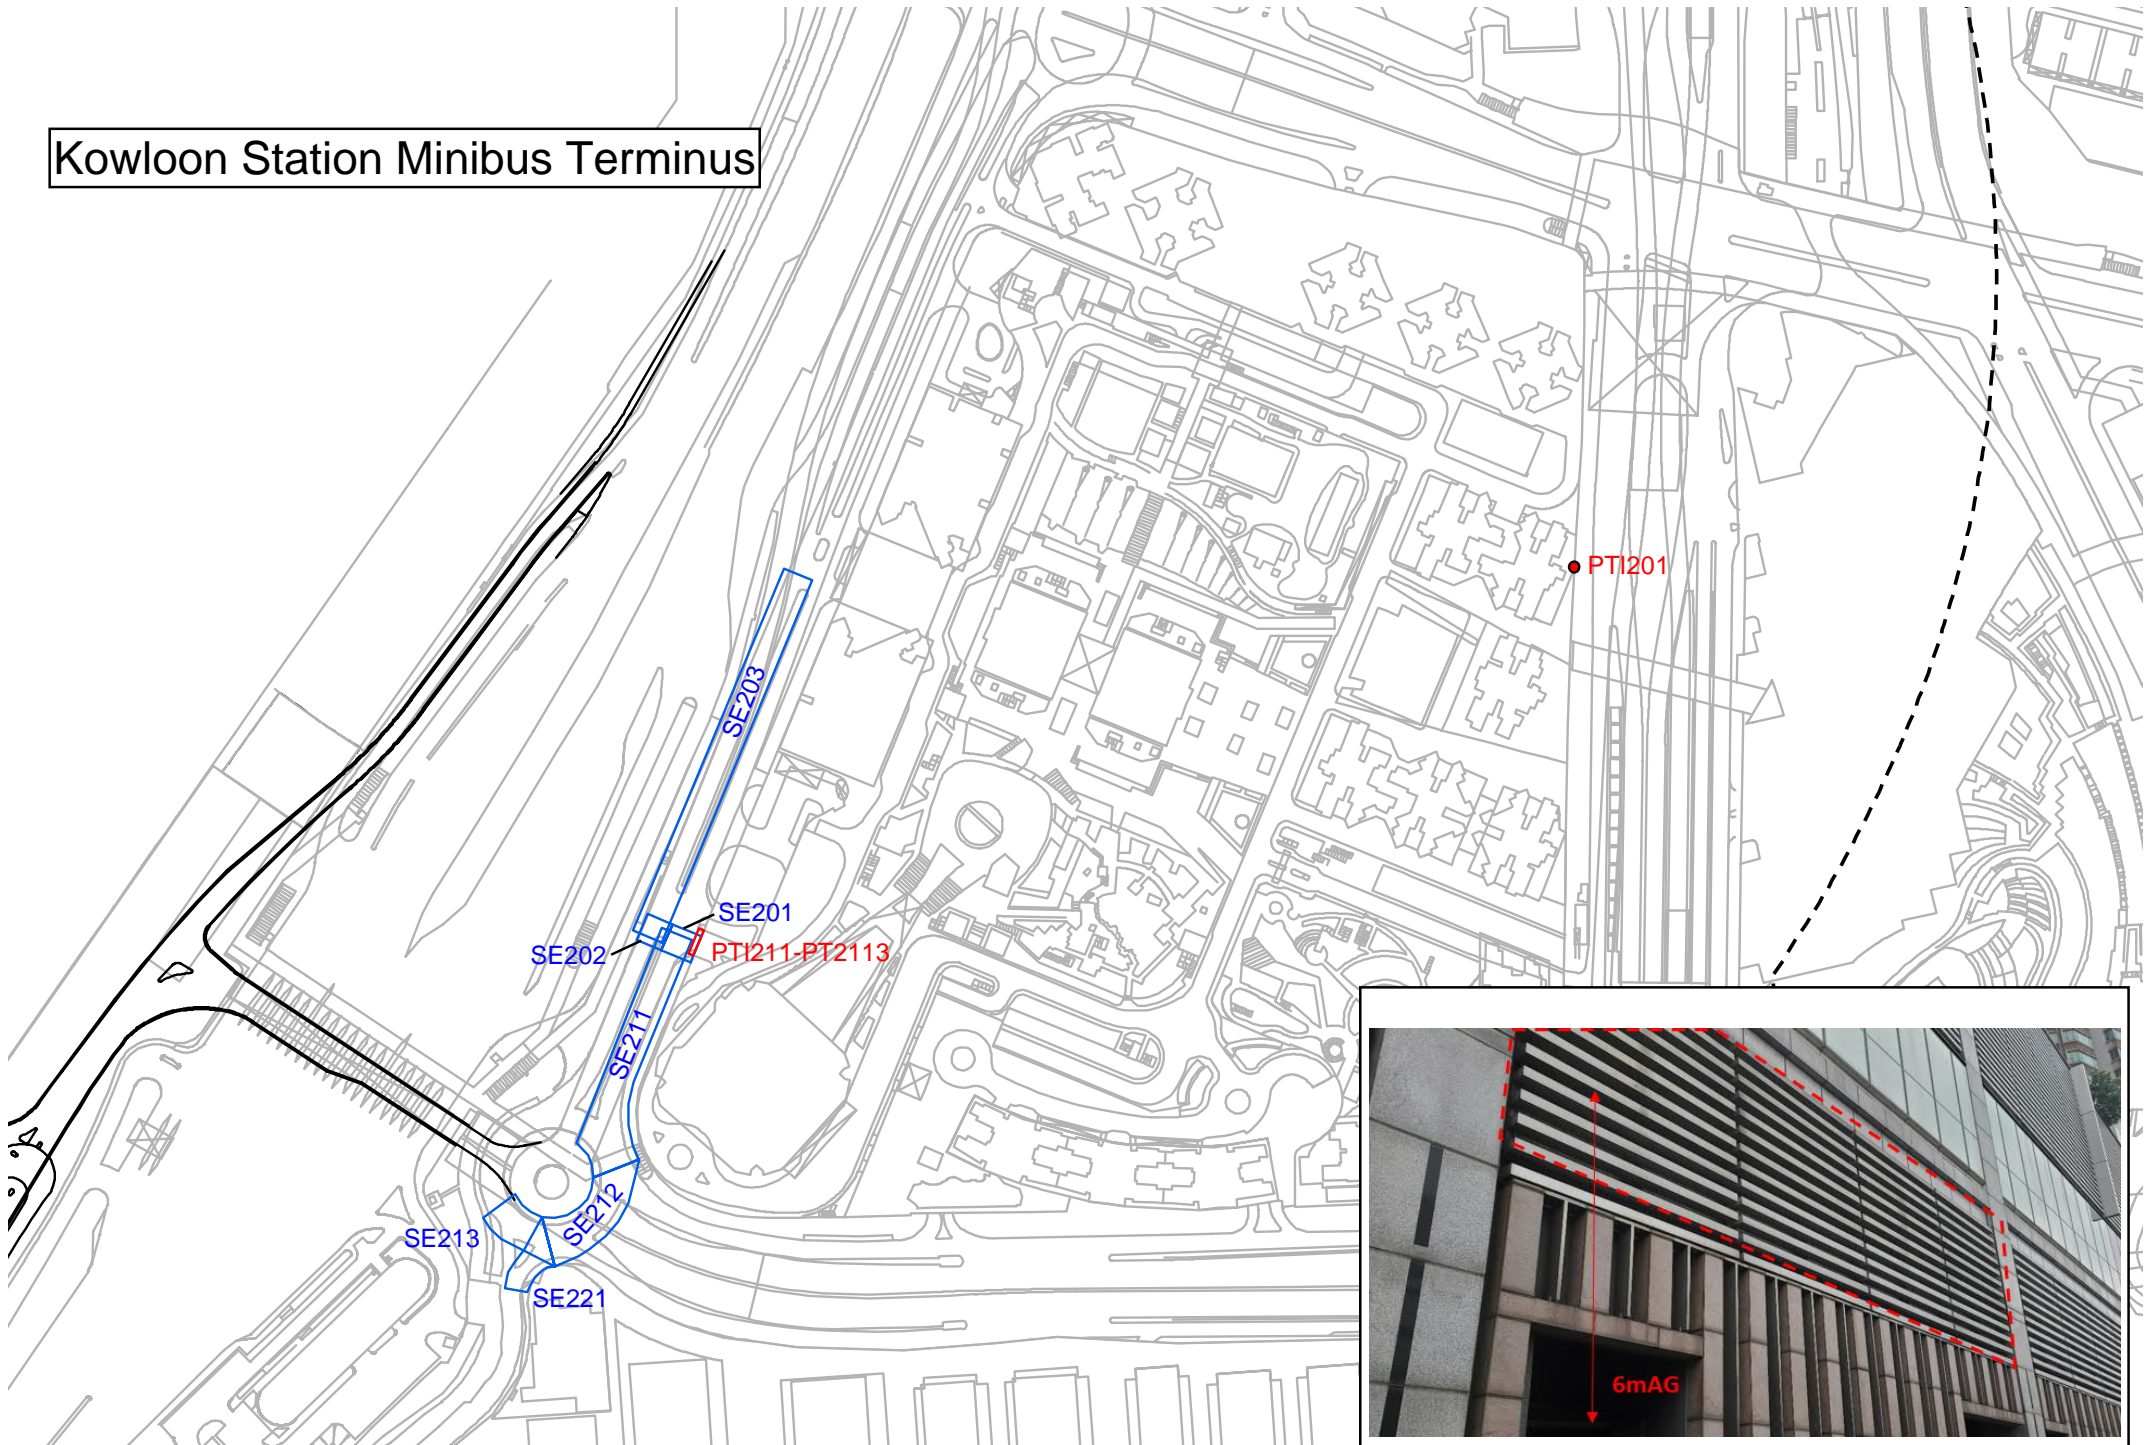 Kowloon Station Minibus Terminus
PTI201
SE203
SE201
SE202
PTI211-PT2113
SE211
SE212
SE213
SE221
6mAG